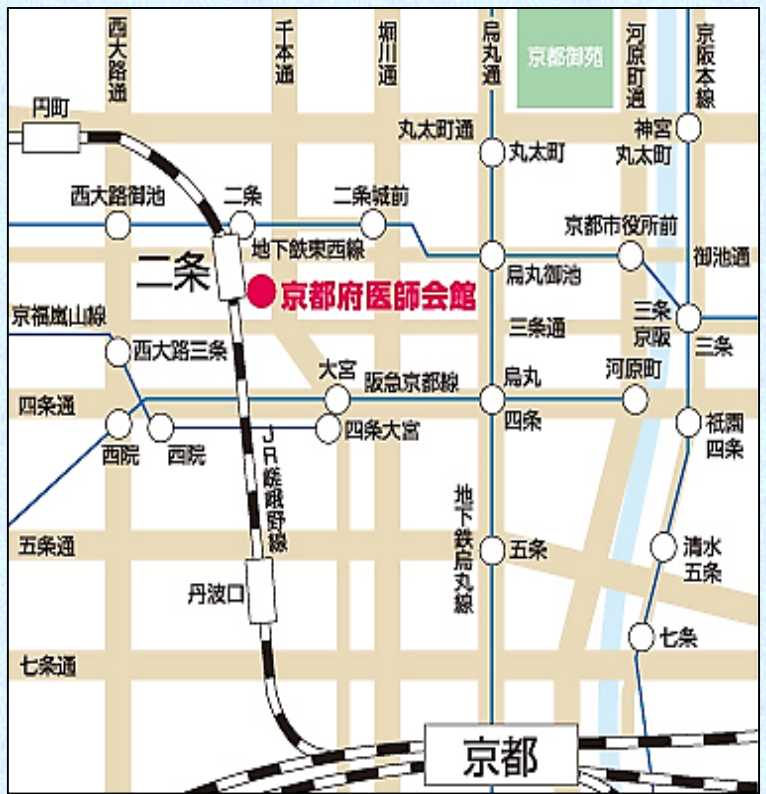 西大路通
千本通
堀川通
烏丸通
京都御苑
河原町通
京阪本線
円町
丸太町通
丸太町
神宮
丸太町
西大路御池
二条
二条城前
京都市役所前
地下鉄東西線
烏丸御池
御池通
二条
京都府医師会館
京福嵐山線
三条通
三条
京阪
三条
西大路三条
大宮
阪急京都線
烏丸
河原町
四条通
四条
祇園
四条
西院
西院
四条大宮
JR嵯峨野線
地下鉄烏丸線
五条通
五条
清水
五条
丹波口
七条通
七条
京都